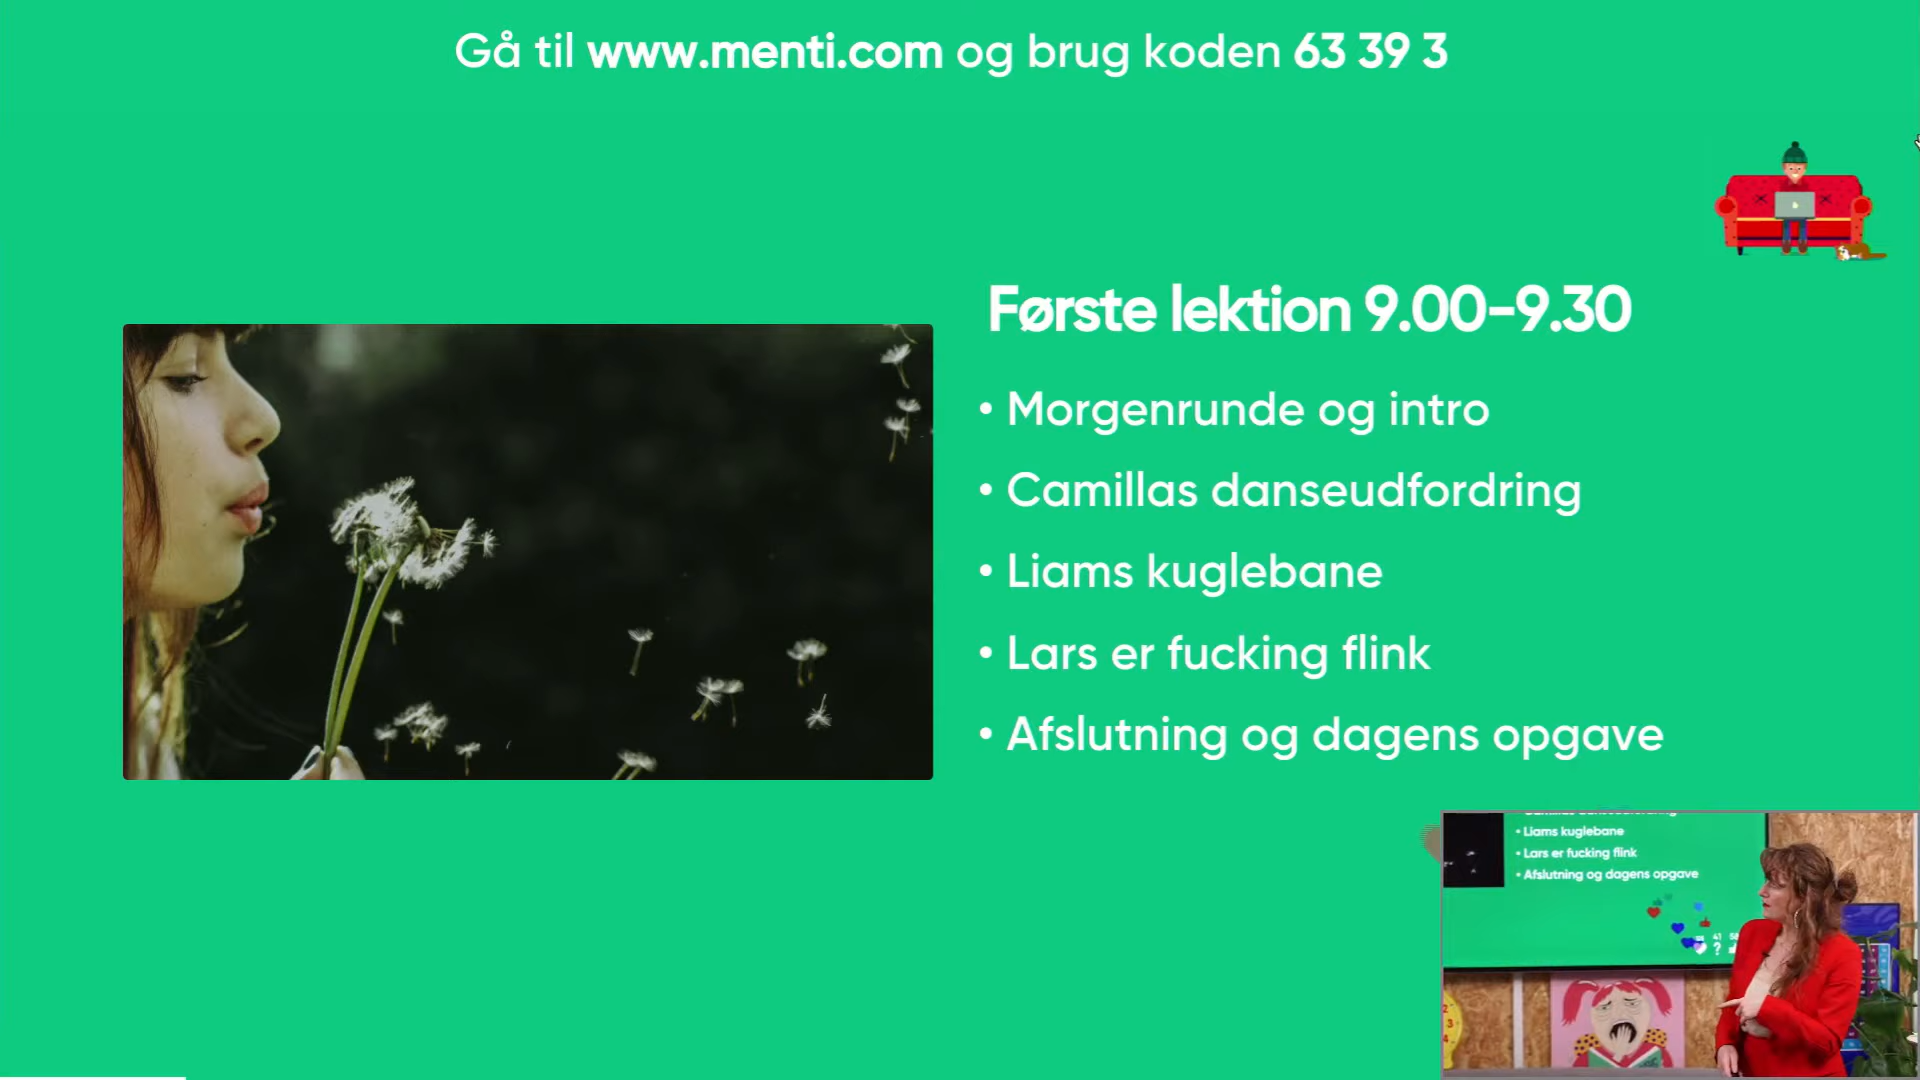 Gå til www.menti.com og brug koden 63 39 3
Første lektion 9.00-9.30
• Morgenrunde og intro
• Camillas danseudfordring
• Liams kuglebane
• Lars er fucking flink
• Afslutning og dagens opgave
• Liams kuglebane
• Lars er fucking flink
• Afslutning og dagens opgave
41